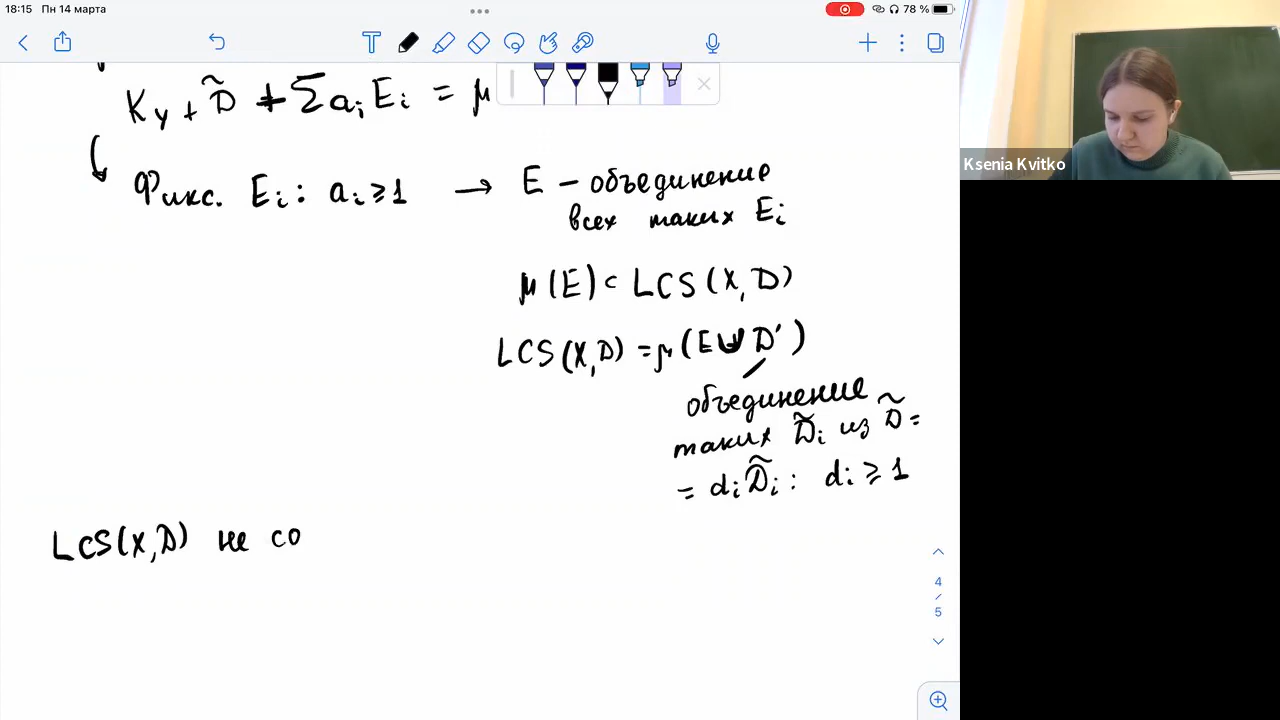 18:15 Пн 14 марта
78 %
K_Y + D̃ + Σ a_i E_i = μ
Фикс. E_i : a_i ≥ 1 → E – объединение
всех таких E_i
μ(E) ⊂ LCS(X, D)
LCS(X, D) = μ(E ∪ D')
объединение
таких D̃_i из D̃ =
= d_i D̃_i : d_i ≥ 1
LCS(X, D) не со
4
/
5
Ksenia Kvitko